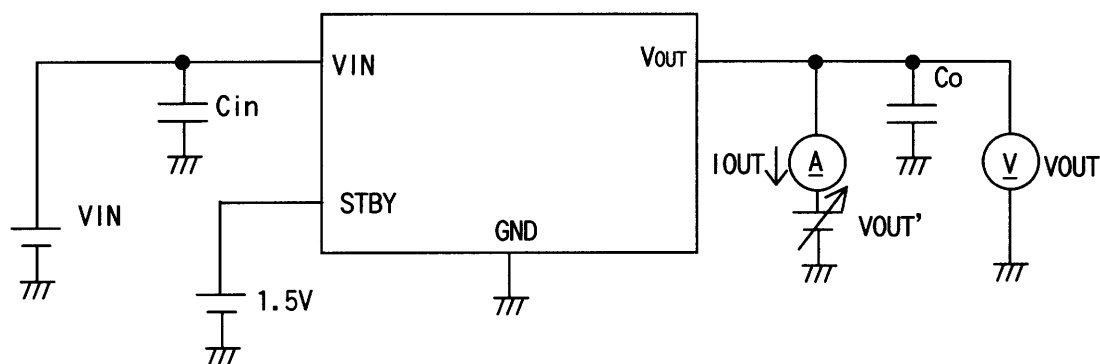 VIN
VOUT
Cin
Co
IOUT
A
V
VOUT
STBY
VIN
GND
VOUT'
1.5V